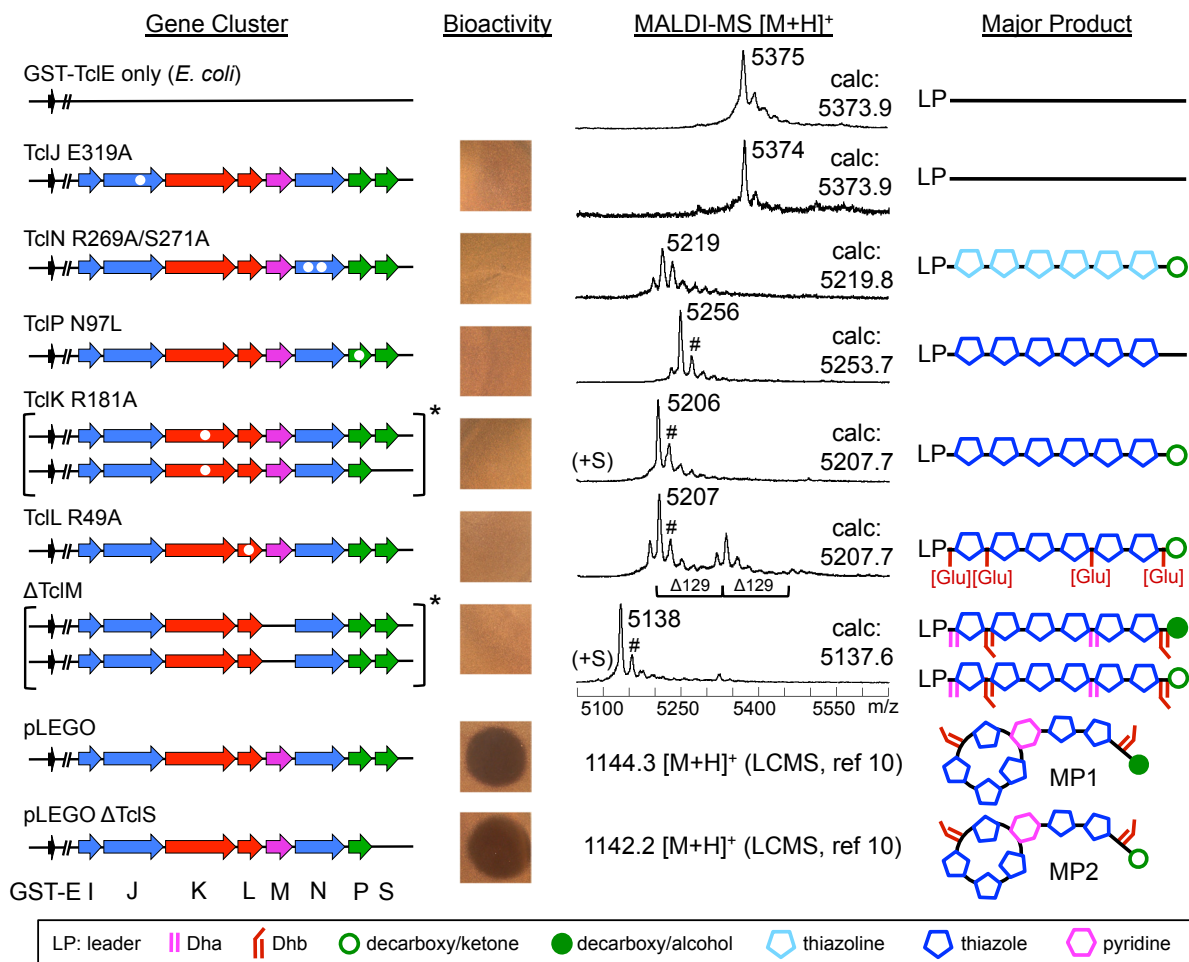 Gene Cluster Bioactivity MALDI-MS [M+H]⁺ Major Product
GST-TclE only (E. coli)
5375
calc:
5373.9
LP
TclJ E319A
5374
calc:
5373.9
LP
TclN R269A/S271A
5219
calc:
5219.8
LP
TclP N97L
5256
#
calc:
5253.7
LP
TclK R181A
*
5206
#
(+S)
calc:
5207.7
LP
TclL R49A
5207
#
calc:
5207.7
LP
[Glu][Glu] [Glu] [Glu]
Δ129 Δ129
ΔTclM
*
5138
#
(+S)
calc:
5137.6
LP
LP
5100 5250 5400 5550 m/z
pLEGO
1144.3 [M+H]⁺ (LCMS, ref 10)
MP1
pLEGO ΔTclS
1142.2 [M+H]⁺ (LCMS, ref 10)
MP2
GST-E I J K L M N P S
LP: leader Dha Dhb decarboxy/ketone decarboxy/alcohol thiazoline thiazole pyridine